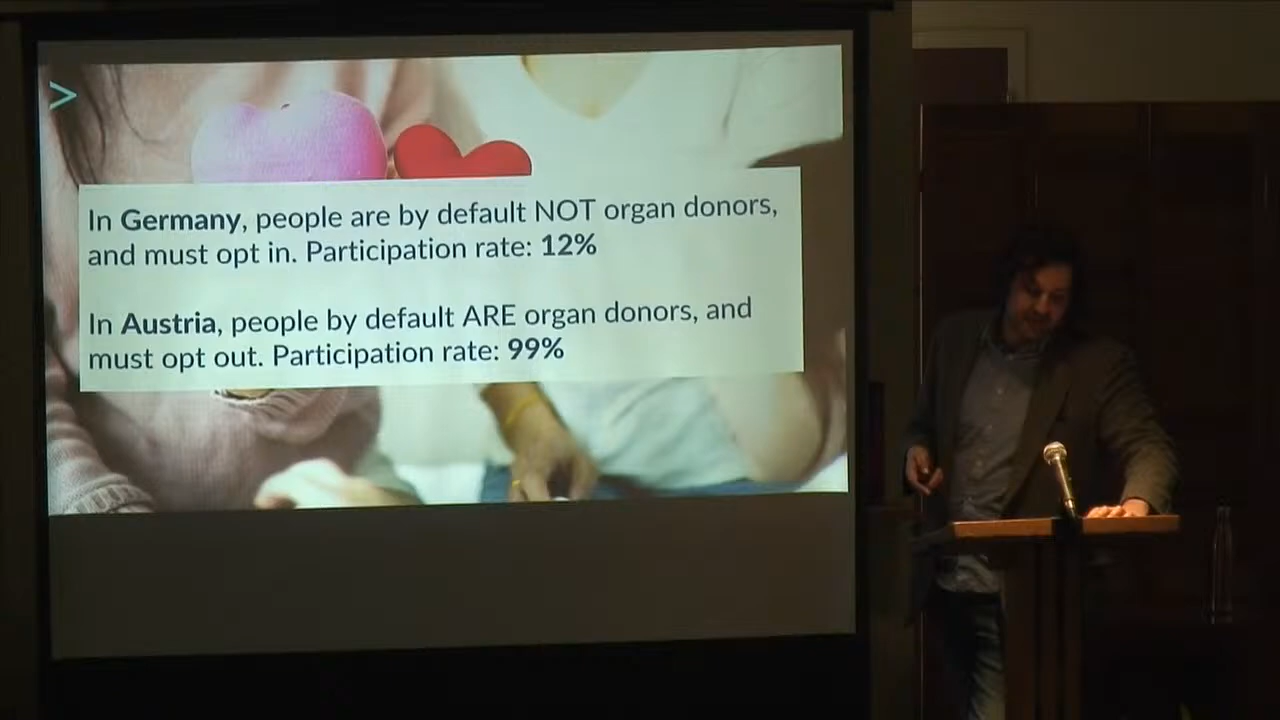 In Germany, people are by default NOT organ donors,
and must opt in. Participation rate: 12%
In Austria, people by default ARE organ donors, and
must opt out. Participation rate: 99%